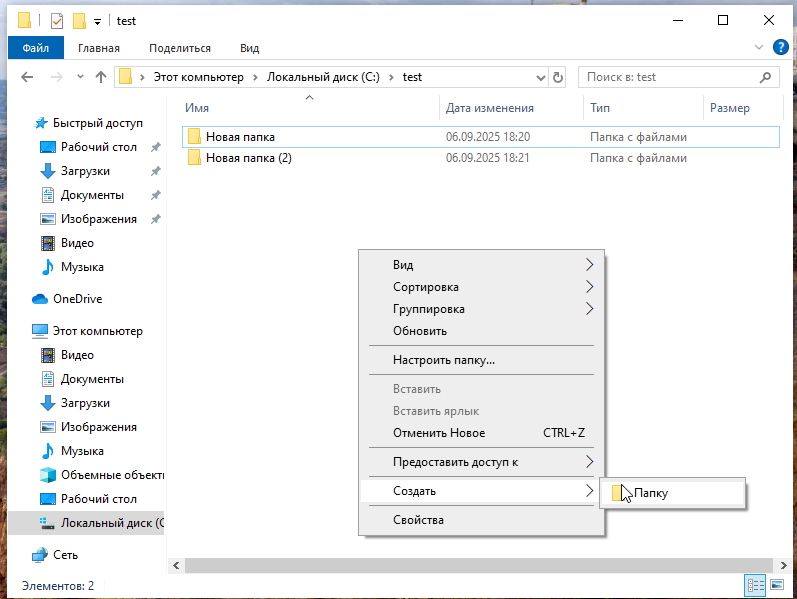 test
Файл Главная Поделиться Вид
Этот компьютер Локальный диск (C:) test
Поиск в: test
Имя Дата изменения Тип Размер
Новая папка 06.09.2025 18:20 Папка с файлами
Новая папка (2) 06.09.2025 18:21 Папка с файлами
Быстрый доступ
Рабочий стол
Загрузки
Документы
Изображения
Видео
Музыка
OneDrive
Этот компьютер
Видео
Документы
Загрузки
Изображения
Музыка
Объемные объекты
Рабочий стол
Локальный диск (C
Сеть
Вид
Сортировка
Группировка
Обновить
Настроить папку...
Вставить
Вставить ярлык
Отменить Новое CTRL+Z
Предоставить доступ к
Создать
Свойства
Папку
Элементов: 2